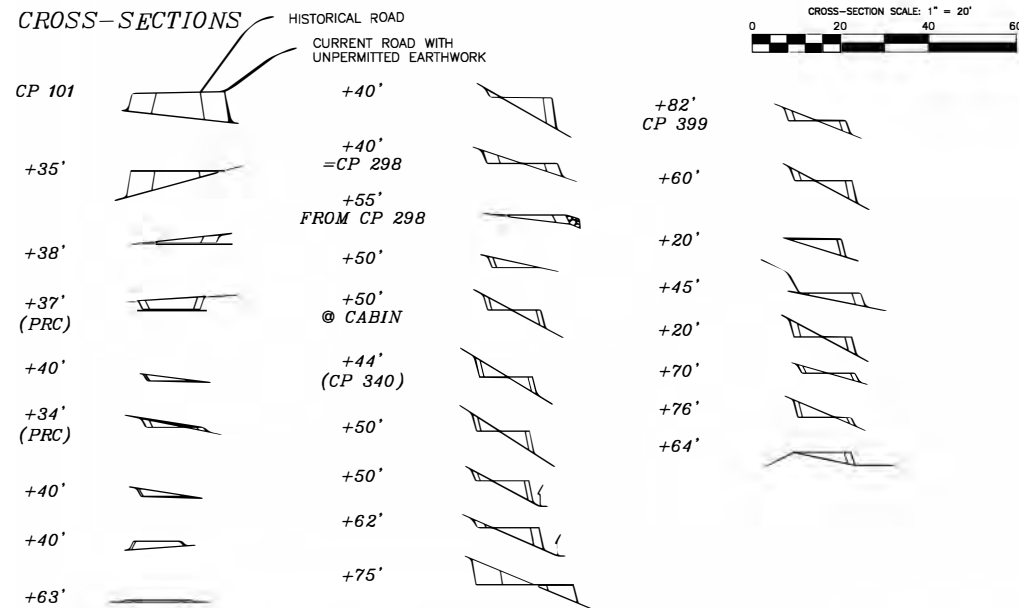 CROSS-SECTIONS
HISTORICAL ROAD
CURRENT ROAD WITH
UNPERMITTED EARTHWORK
CROSS-SECTION SCALE: 1" = 20'
0 20 40 60
CP 101
+35'
+38'
+37'
(PRC)
+40'
+34'
(PRC)
+40'
+40'
+63'
+40'
+40'
=CP 298
+55'
FROM CP 298
+50'
+50'
@ CABIN
+44'
(CP 340)
+50'
+50'
+62'
+75'
+82'
CP 399
+60'
+20'
+45'
+20'
+70'
+76'
+64'